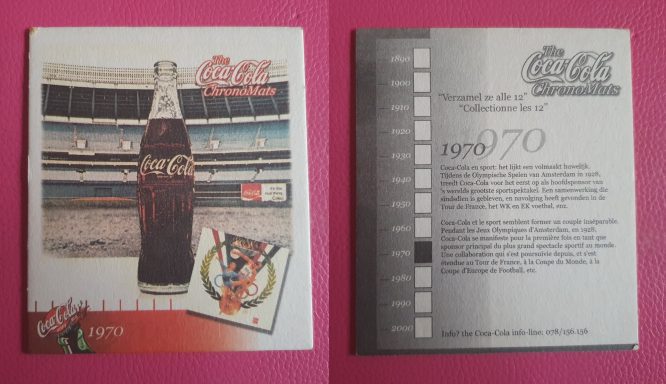 The
Coca-Cola
ChronoMats
Coca-Cola
Coca-Cola
1970
The
Coca-Cola
ChronoMats
1890
1900
1910
1920
1930
1940
1950
1960
1970
1980
1990
2000
"Verzamel ze alle 12"
"Collectionne les 12"
1970
1970
Coca-Cola en sport: het lijkt een volmaakt huwelijk.
Tijdens de Olympische Spelen van Amsterdam in 1928,
treedt Coca-Cola voor het eerst op als hoofdsponsor van
's werelds grootste sportspektakel. Een samenwerking die
sindsdien is gebleven, en navolging heeft gevonden in de
Tour de France, het WK en EK voetbal, enz.
Coca-Cola et le sport semblent former un couple inséparable.
Pendant les Jeux Olympiques d'Amsterdam, en 1928,
Coca-Cola se manifeste pour la première fois en tant que
sponsor principal du plus grand spectacle sportif au monde.
Une collaboration qui s'est poursuivie depuis, et s'est
étendue au Tour de France, à la Coupe du Monde, à la
Coupe d'Europe de Football, etc.
Info? the Coca-Cola info-line: 078/156.156